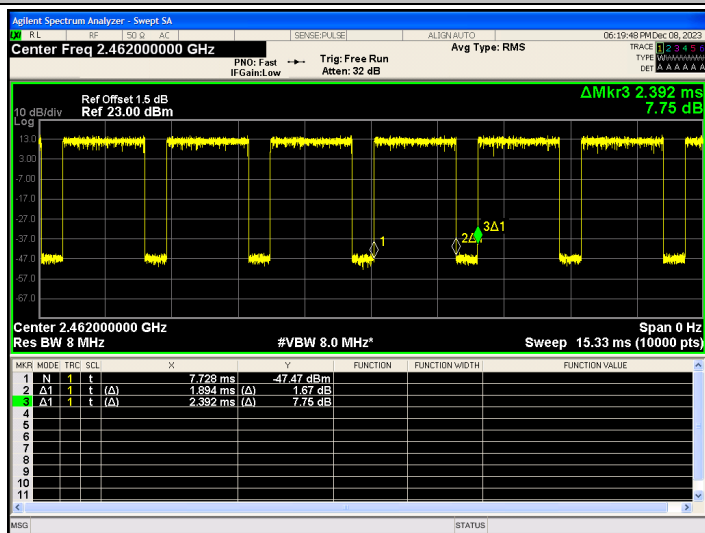 Agilent Spectrum Analyzer - Swept SA
RL RF 50 Ω AC SENSE:PULSE ALIGN AUTO 06:19:48 PM Dec 08, 2023
Center Freq 2.462000000 GHz Avg Type: RMS TRACE 1 2 3 4 5 6
PNO: Fast Trig: Free Run TYPE
IFGain:Low Atten: 32 dB DET A A A A A A
ΔMkr3 2.392 ms
7.75 dB
Ref Offset 1.5 dB
10 dB/div Ref 23.00 dBm
Log
13.0
3.00
-7.00
-17.0
-27.0
-37.0
-47.0
-57.0
-67.0
1
2Δ
3Δ1
Center 2.462000000 GHz Span 0 Hz
Res BW 8 MHz #VBW 8.0 MHz* Sweep 15.33 ms (10000 pts)
MKR MODE TRC SCL X Y FUNCTION FUNCTION WIDTH FUNCTION VALUE
1 N 1 t 7.728 ms -47.47 dBm
2 Δ1 1 t (Δ) 1.894 ms (Δ) 1.67 dB
3 Δ1 1 t (Δ) 2.392 ms (Δ) 7.75 dB
4
5
6
7
8
9
10
11
MSG STATUS